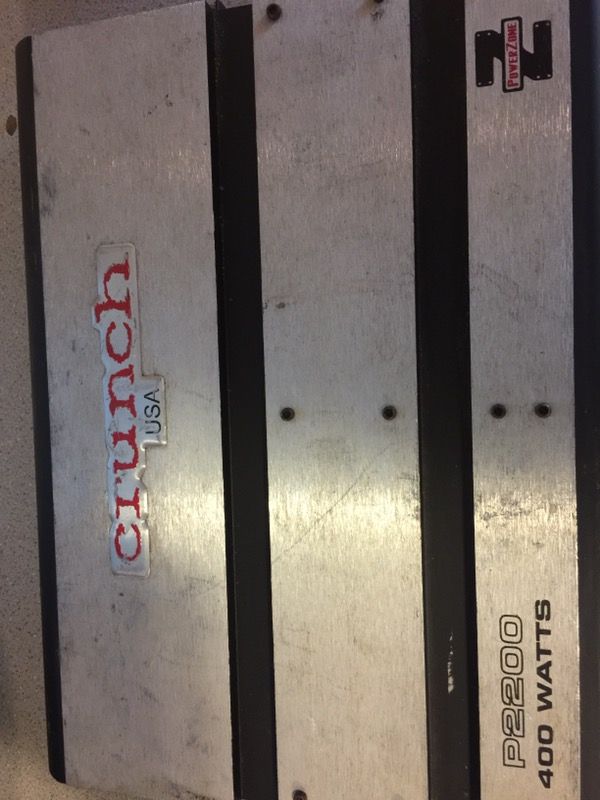 crunch
USA
PowerZone
P2200
400 WATTS